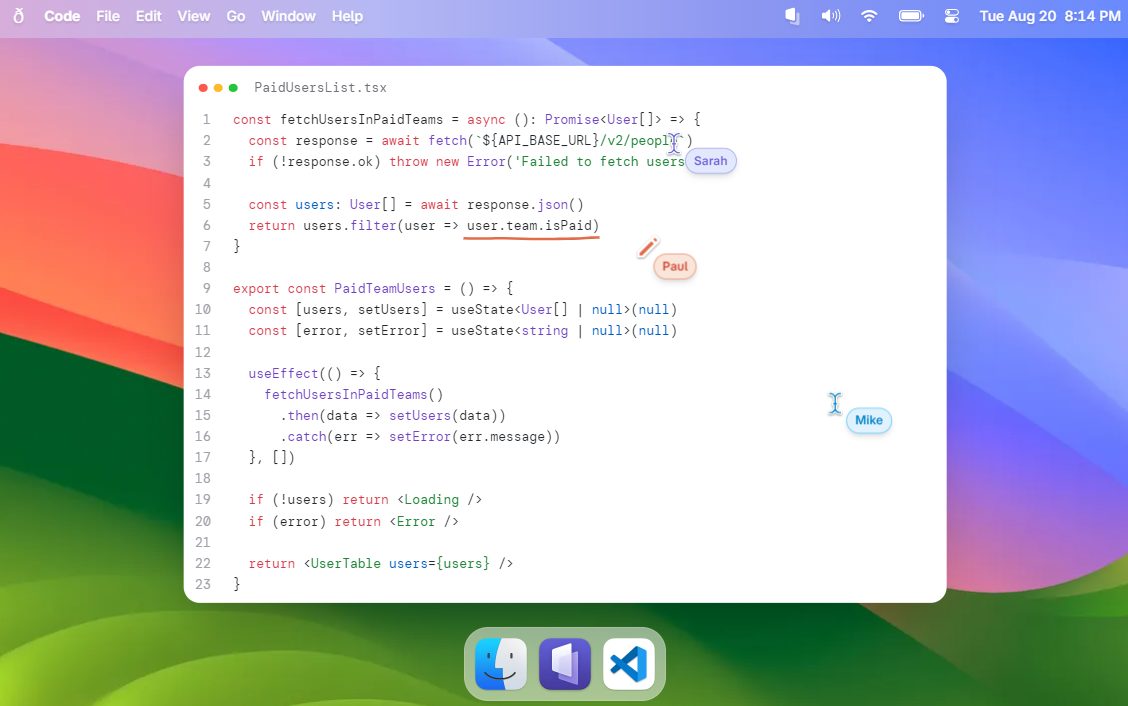 Code File Edit View Go Window Help Tue Aug 20 8:14 PM
PaidUsersList.tsx
1 const fetchUsersInPaidTeams = async (): Promise<User[]> => {
2 const response = await fetch(`${API_BASE_URL}/v2/people`)
3 if (!response.ok) throw new Error('Failed to fetch users
Sarah
4
5 const users: User[] = await response.json()
6 return users.filter(user => user.team.isPaid)
7 }
Paul
8
9 export const PaidTeamUsers = () => {
10 const [users, setUsers] = useState<User[] | null>(null)
11 const [error, setError] = useState<string | null>(null)
12
13 useEffect(() => {
14 fetchUsersInPaidTeams()
15 .then(data => setUsers(data))
Mike
16 .catch(err => setError(err.message))
17 }, [])
18
19 if (!users) return <Loading />
20 if (error) return <Error />
21
22 return <UserTable users={users} />
23 }